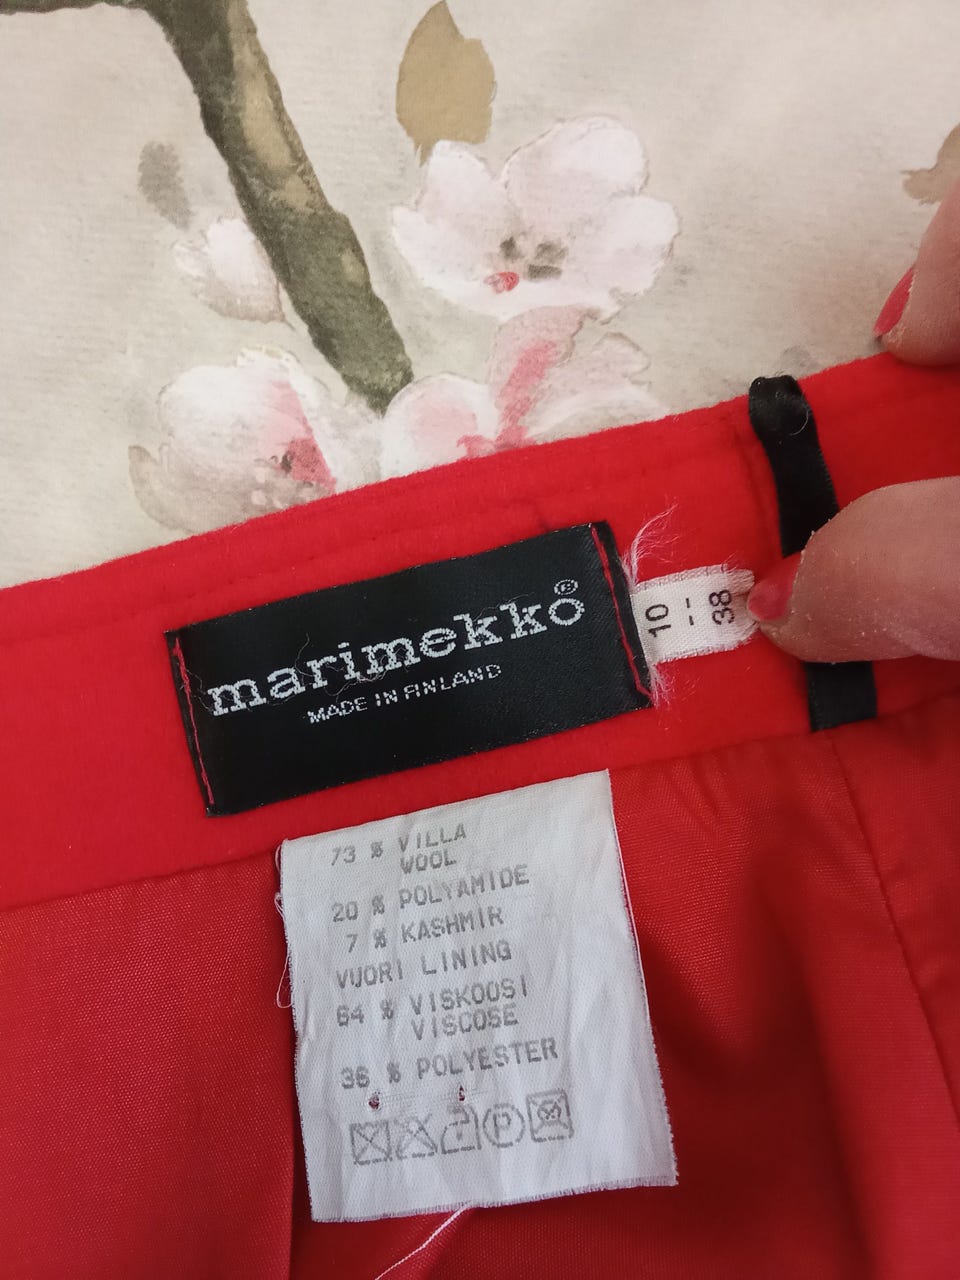 marimekko®
MADE IN FINLAND
10
--
38
73 % VILLA
WOOL
20 % POLYAMIDE
7 % KASHMIR
VUORI LINING
64 % VISKOOSI
VISCOSE
36 % POLYESTER
P